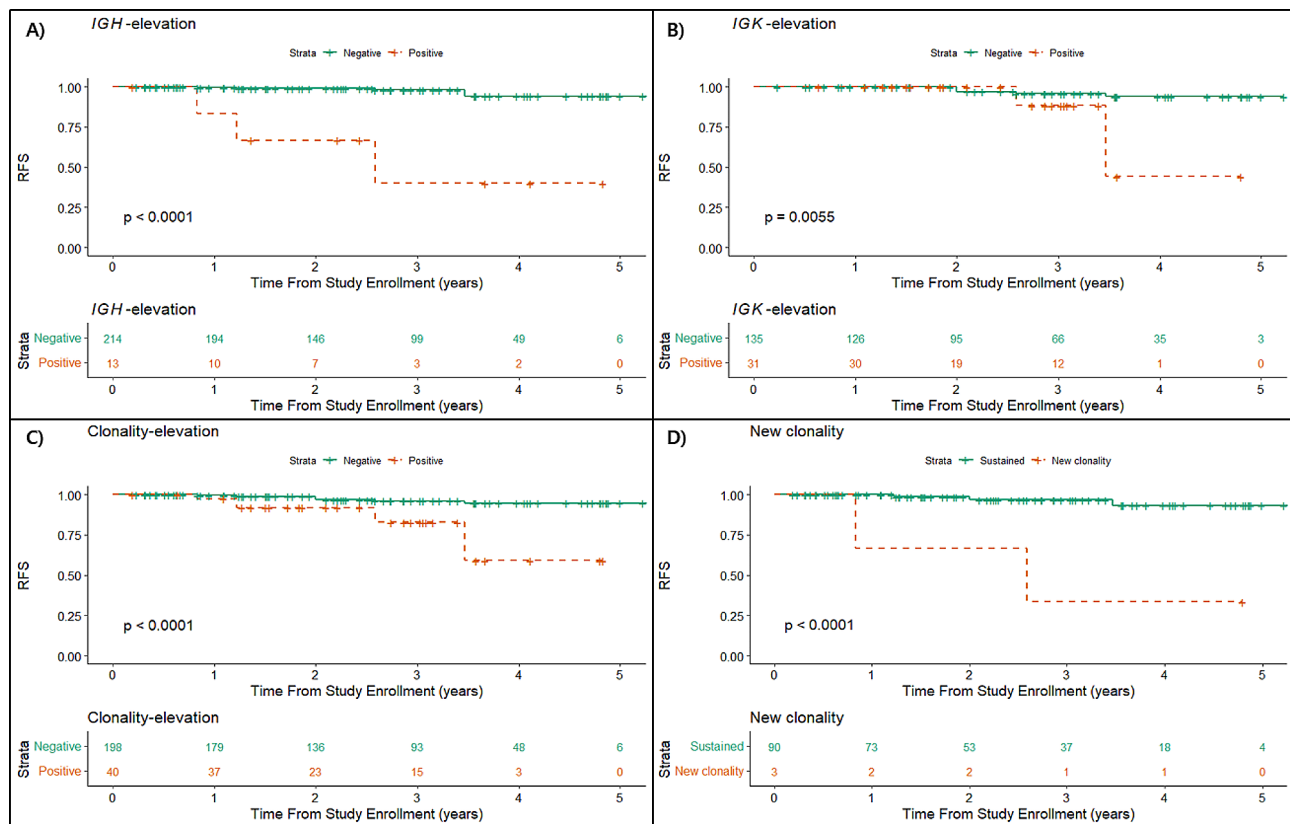 A)
IGH-elevation
Strata Negative Positive
1.00
0.75
0.50
0.25
0.00
RFS
p < 0.0001
0 1 2 3 4 5
Time From Study Enrollment (years)
IGH-elevation
Strata
Negative 214 194 146 99 49 6
Positive 13 10 7 3 2 0
0 1 2 3 4 5
Time From Study Enrollment (years)
B)
IGK-elevation
Strata Negative Positive
1.00
0.75
0.50
0.25
0.00
RFS
p = 0.0055
0 1 2 3 4 5
Time From Study Enrollment (years)
IGK-elevation
Strata
Negative 135 126 95 66 35 3
Positive 31 30 19 12 1 0
0 1 2 3 4 5
Time From Study Enrollment (years)
C)
Clonality-elevation
Strata Negative Positive
1.00
0.75
0.50
0.25
0.00
RFS
p < 0.0001
0 1 2 3 4 5
Time From Study Enrollment (years)
Clonality-elevation
Strata
Negative 198 179 136 93 48 6
Positive 40 37 23 15 3 0
0 1 2 3 4 5
Time From Study Enrollment (years)
D)
New clonality
Strata Sustained New clonality
1.00
0.75
0.50
0.25
0.00
RFS
p < 0.0001
0 1 2 3 4 5
Time From Study Enrollment (years)
New clonality
Strata
Sustained 90 73 53 37 18 4
New clonality 3 2 2 1 1 0
0 1 2 3 4 5
Time From Study Enrollment (years)